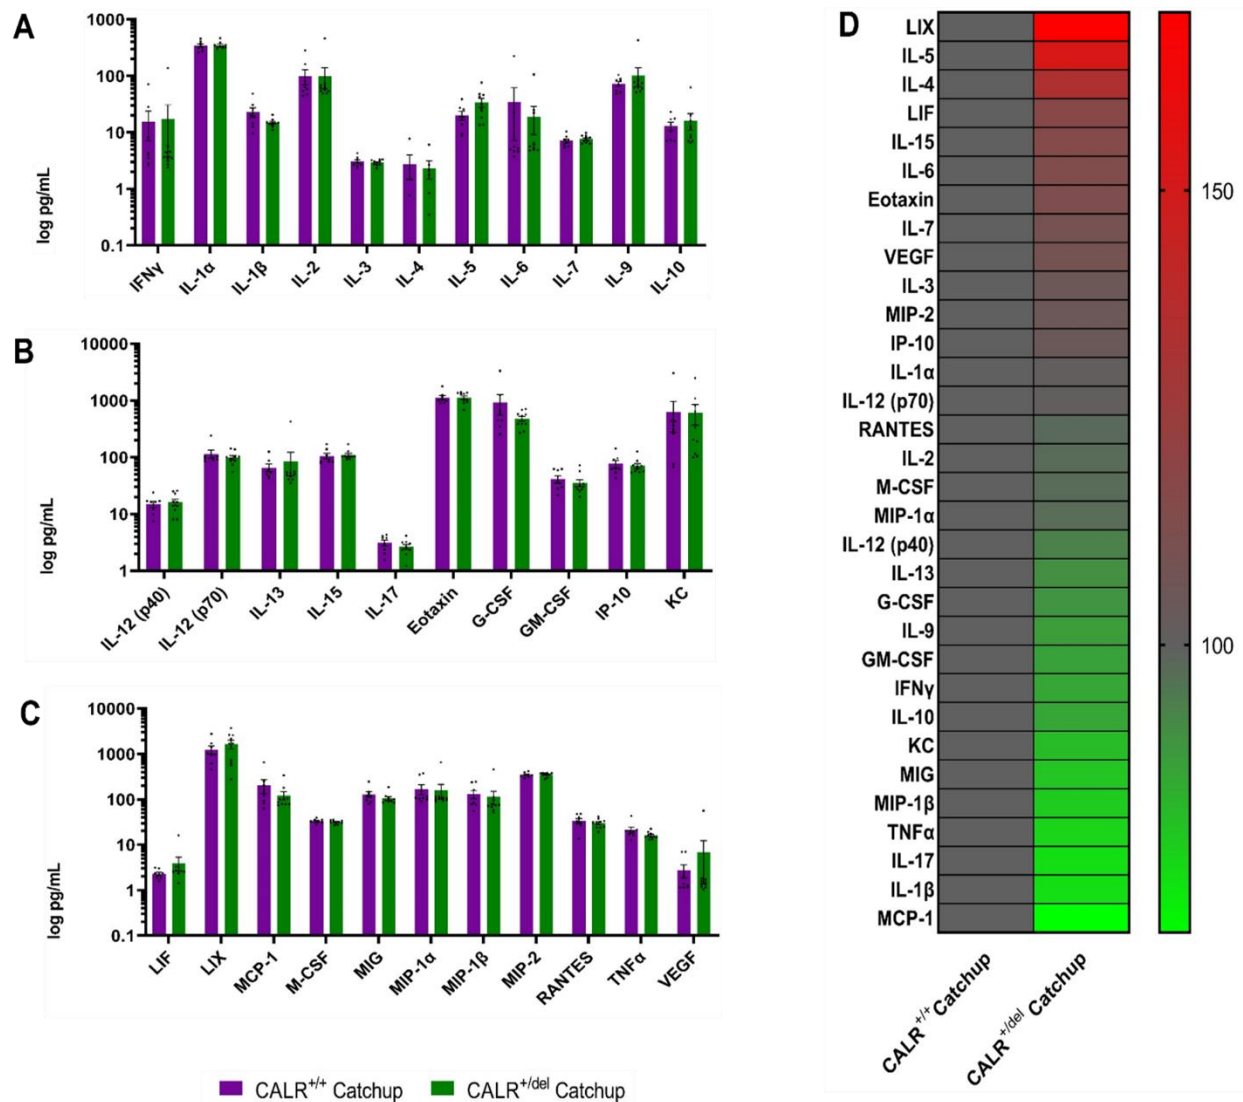 A
log pg/mL
1000
100
10
1
0.1
IFNγ
IL-1α
IL-1β
IL-2
IL-3
IL-4
IL-5
IL-6
IL-7
IL-9
IL-10
B
log pg/mL
10000
1000
100
10
1
IL-12 (p40)
IL-12 (p70)
IL-13
IL-15
IL-17
Eotaxin
G-CSF
GM-CSF
IP-10
KC
C
log pg/mL
10000
1000
100
10
1
0.1
LIF
LIX
MCP-1
M-CSF
MIG
MIP-1α
MIP-1β
MIP-2
RANTES
TNFα
VEGF
CALR+/+ Catchup
CALR+/del Catchup
D
LIX
IL-5
IL-4
LIF
IL-15
IL-6
Eotaxin
IL-7
VEGF
IL-3
MIP-2
IP-10
IL-1α
IL-12 (p70)
RANTES
IL-2
M-CSF
MIP-1α
IL-12 (p40)
IL-13
G-CSF
IL-9
GM-CSF
IFNγ
IL-10
KC
MIG
MIP-1β
TNFα
IL-17
IL-1β
MCP-1
CALR+/+ Catchup
CALR+/del Catchup
150
100